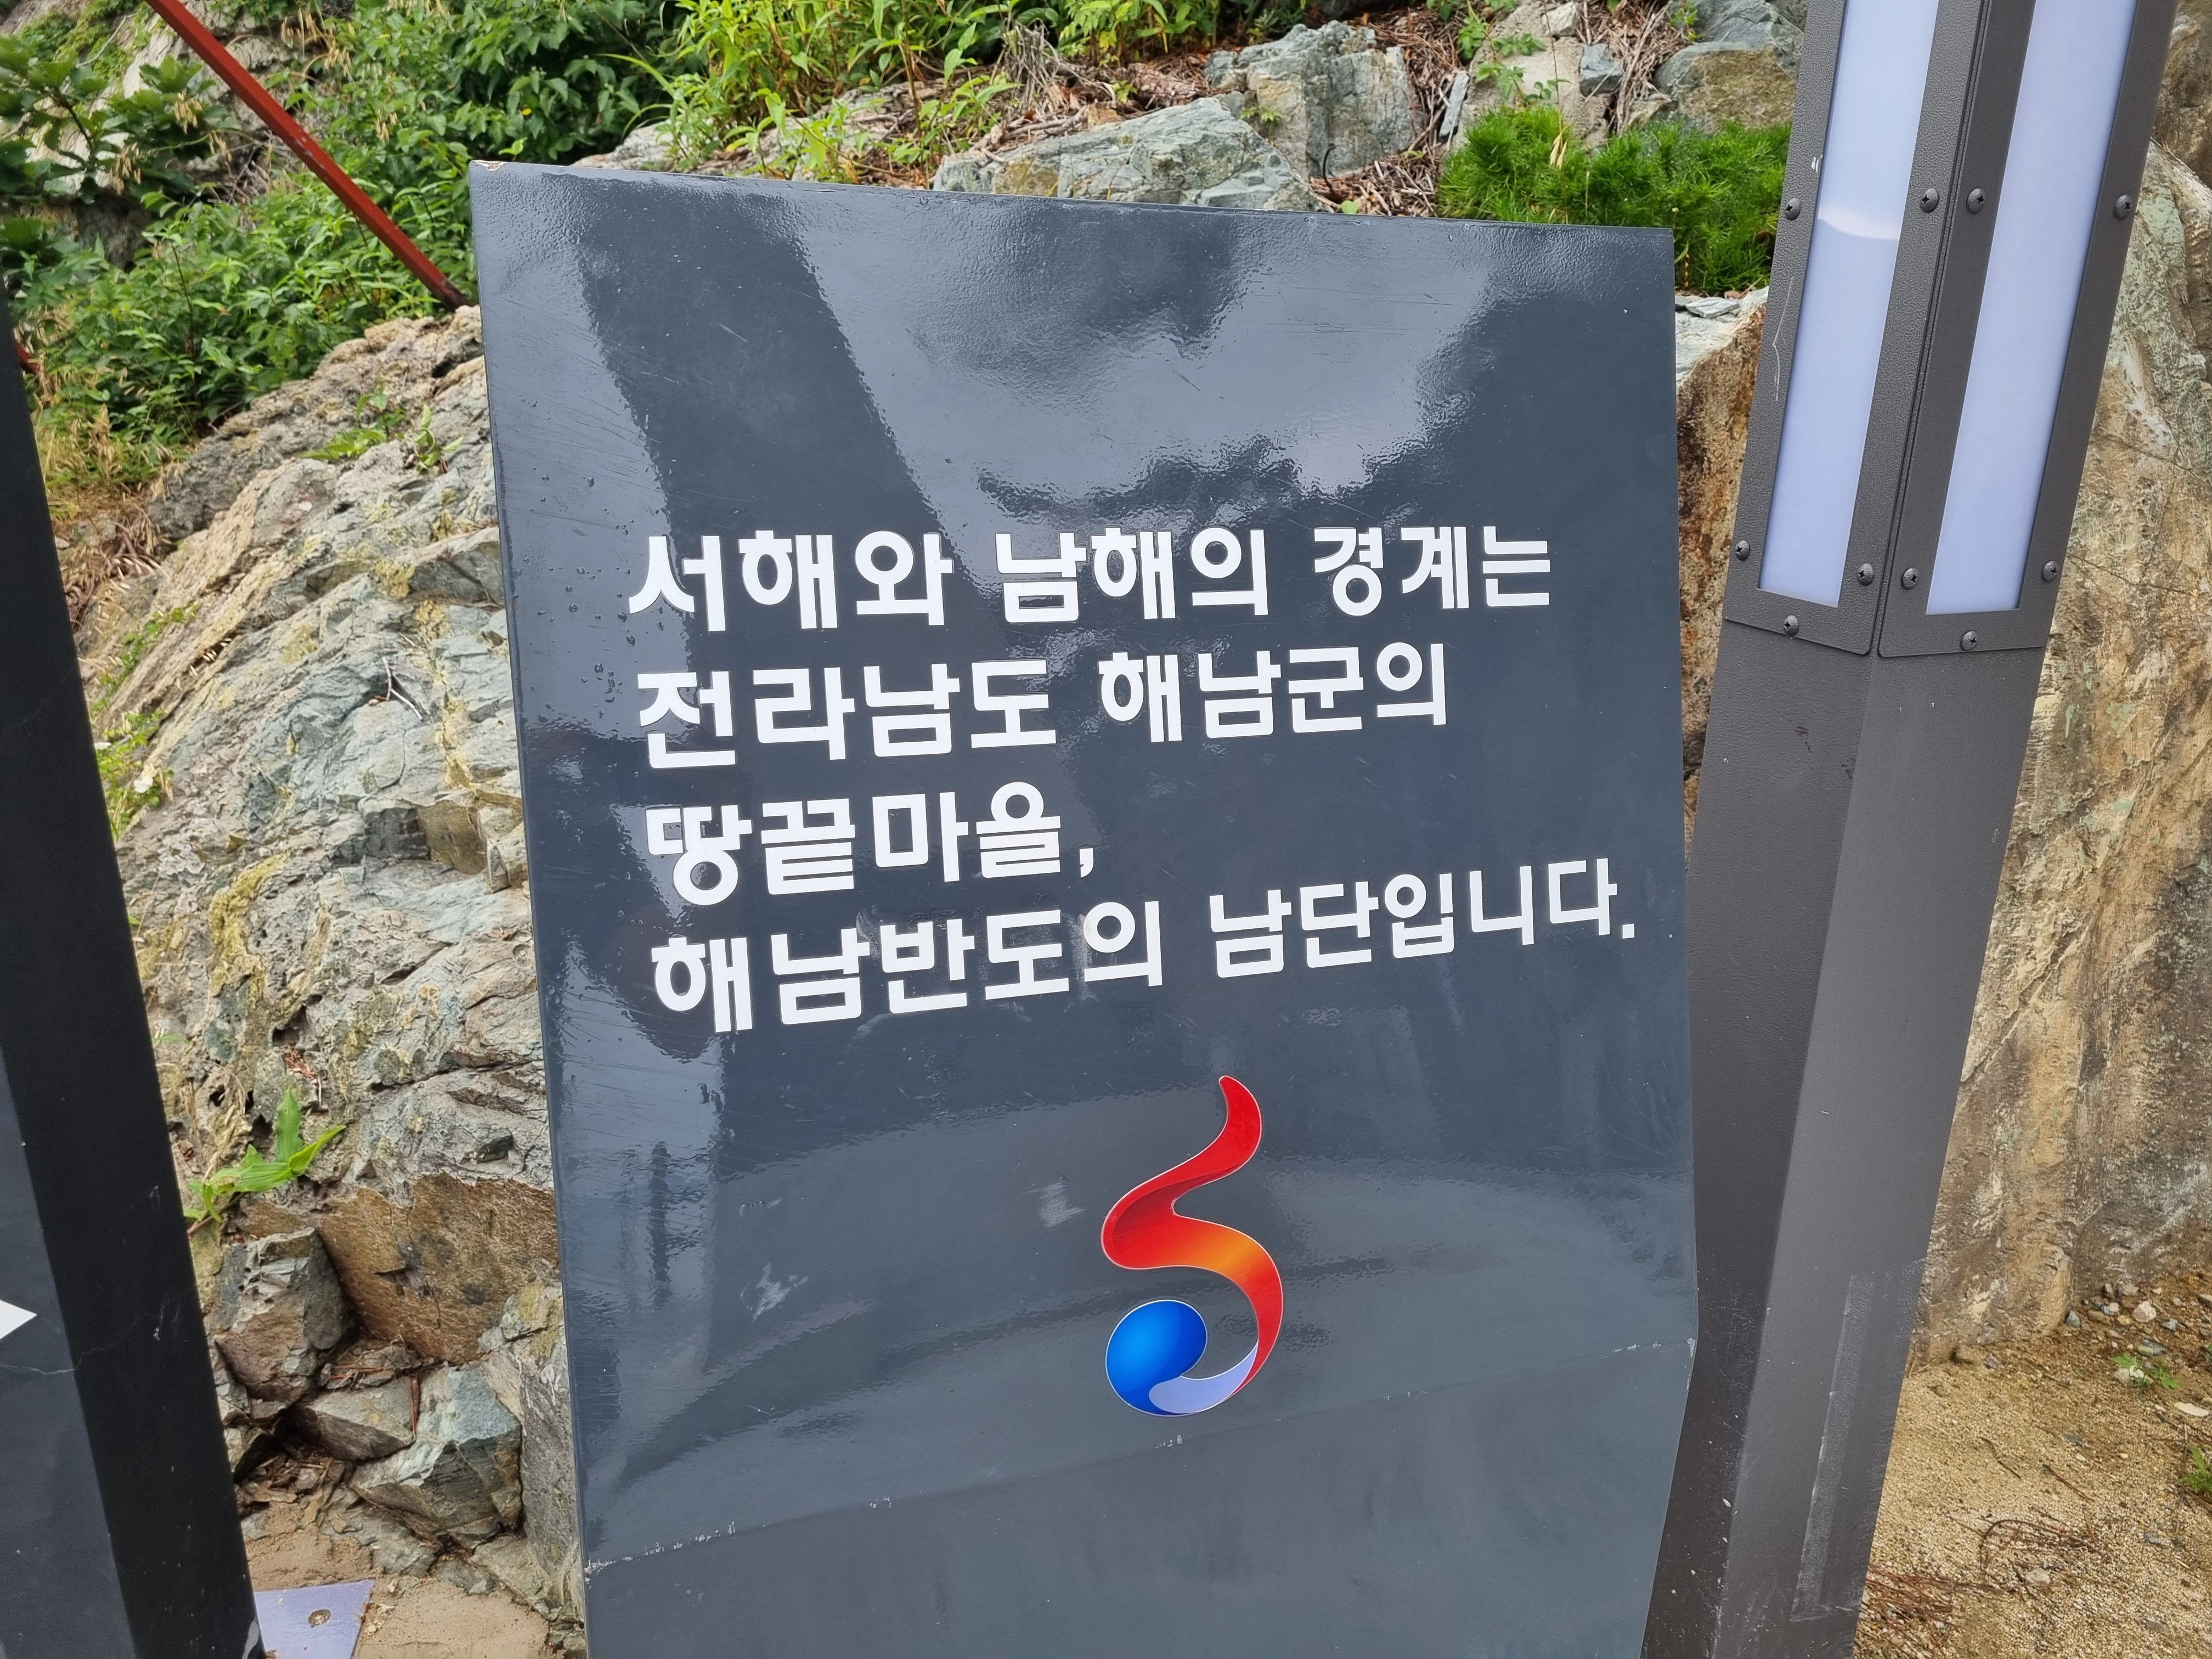 서해와 남해의 경계는
전라남도 해남군의
땅끝마을,
해남반도의 남단입니다.